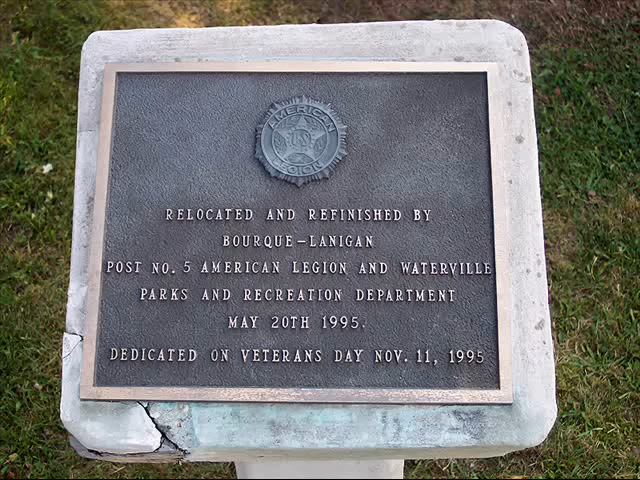 AMERICAN
US
LEGION
RELOCATED AND REFINISHED BY
BOURQUE-LANIGAN
POST NO. 5 AMERICAN LEGION AND WATERVILLE
PARKS AND RECREATION DEPARTMENT
MAY 20TH 1995.
DEDICATED ON VETERANS DAY NOV. 11, 1995